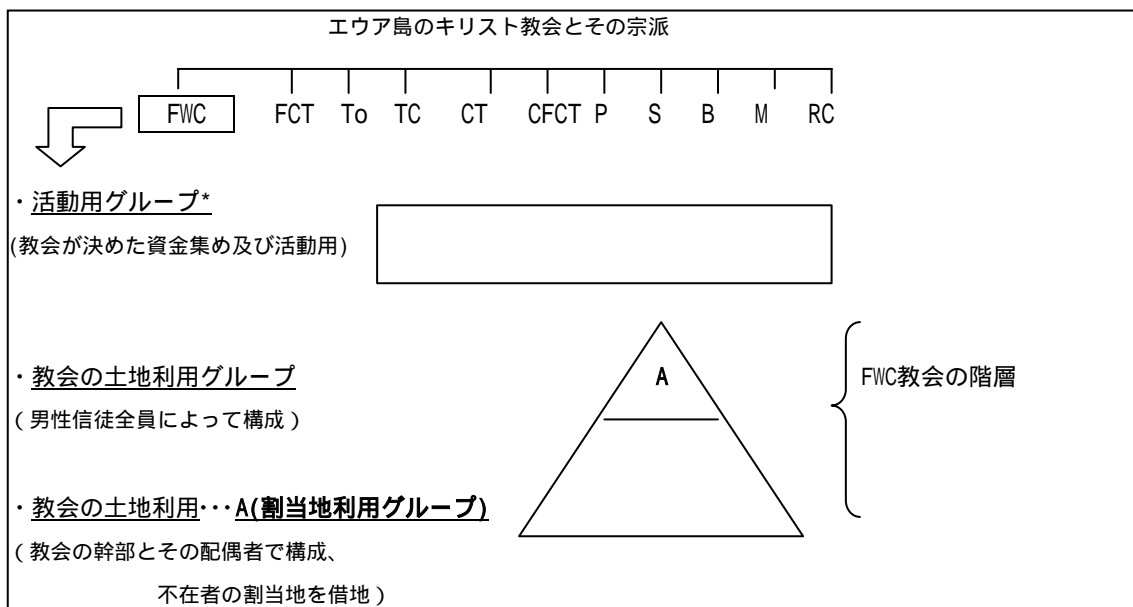 エウア島のキリスト教会とその宗派
FWC FCT To TC CT CFCT P S B M RC
・活動用グループ*
(教会が決めた資金集め及び活動用)
・教会の土地利用グループ
（男性信徒全員によって構成）
A
FWC教会の階層
・教会の土地利用･･･A(割当地利用グループ)
（教会の幹部とその配偶者で構成、
不在者の割当地を借地）